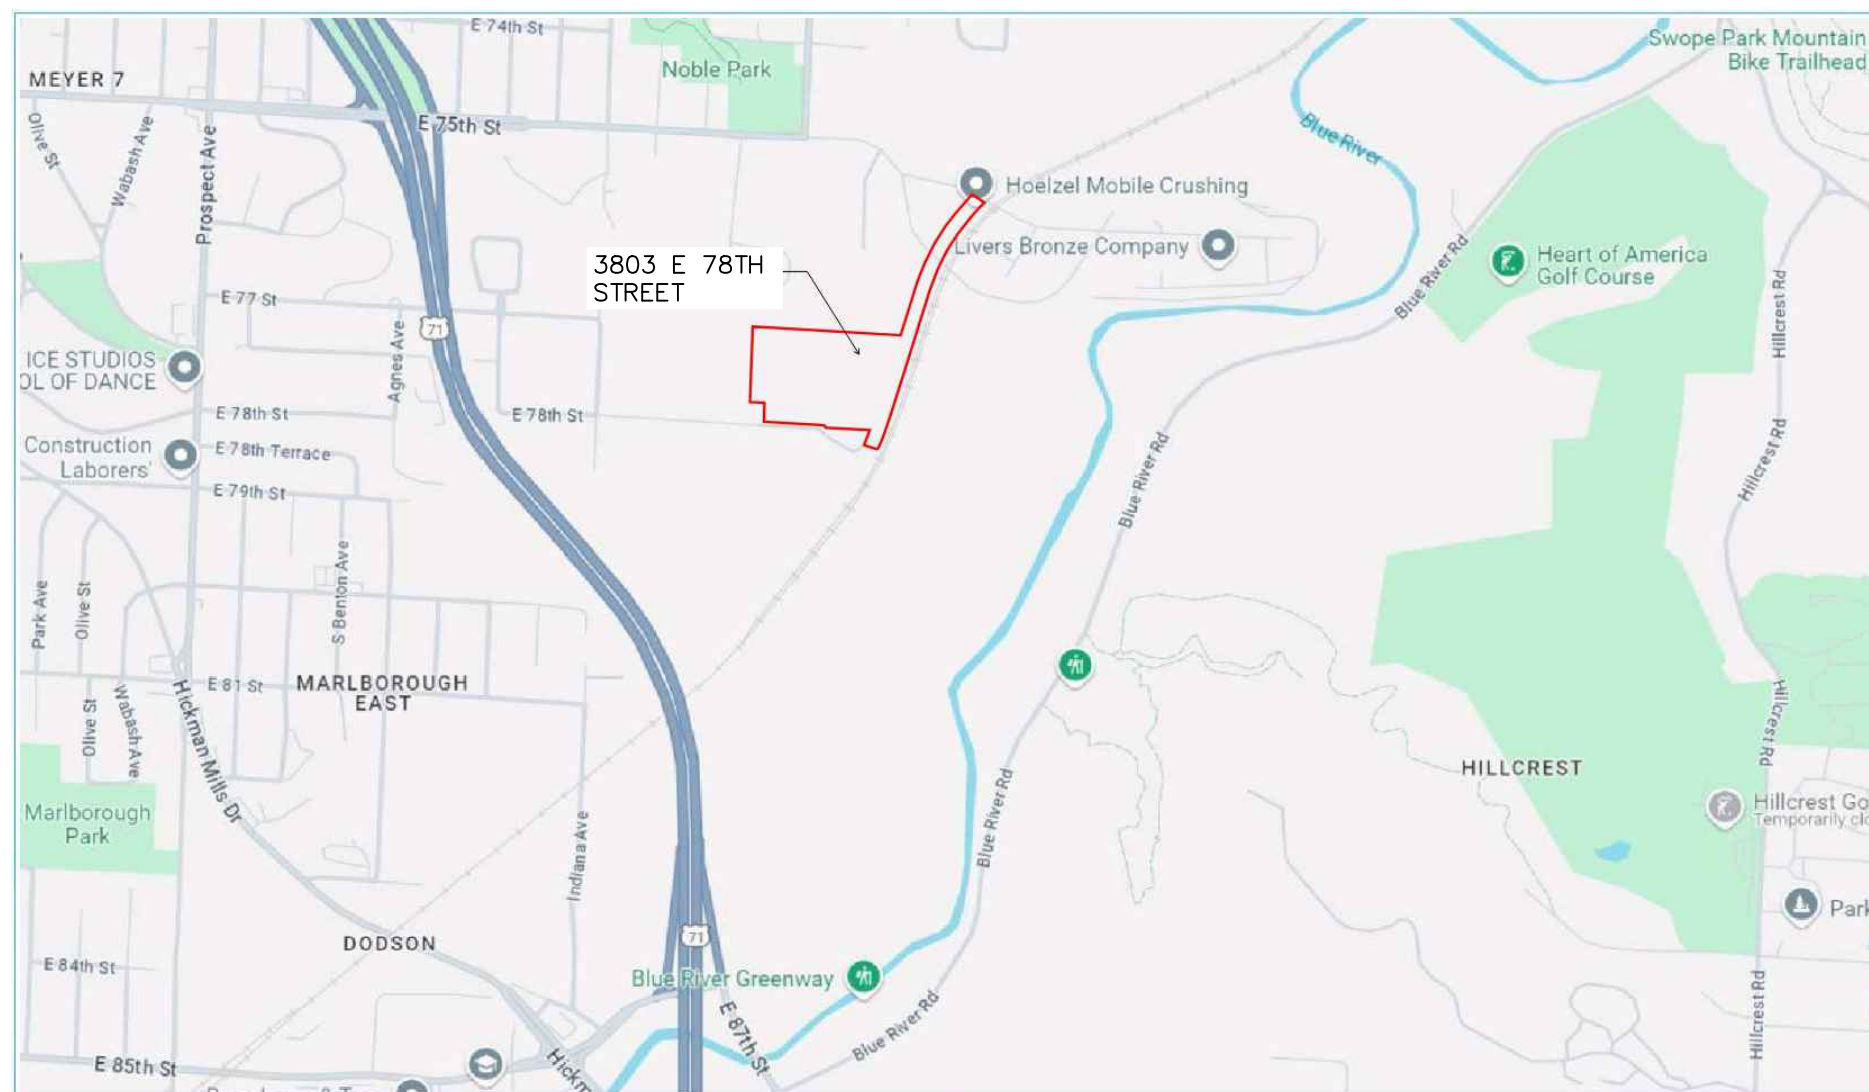 E 74th St
Swope Park Mountain
Bike Trailhead
Noble Park
MEYER 7
E 75th St
Olive St
Wabash Ave
Prospect Ave
Blue River
Hoelzel Mobile Crushing
Livers Bronze Company
Heart of America
Golf Course
Blue River Rd
3803 E 78TH
STREET
E 77 St
71
Agnes Ave
Hillcrest Rd
ICE STUDIOS
OL OF DANCE
E 78th St
E 78th St
Construction
Laborers'
E 78th Terrace
E 79th St
Blue River Rd
Hillcrest Rd
Park Ave
Olive St
S Benton Ave
E 81 St
MARLBOROUGH
EAST
Olive St
Wabash Ave
Hickman Mills Dr
Hillcrest Rd
HILLCREST
Marlborough
Park
Indiana Ave
Blue River Rd
Hillcrest Go
Temporarily clo
Park
DODSON
71
E 84th St
Blue River Greenway
E 87th St
Blue River Rd
Hillcrest Rd
E 85th St
Hickm